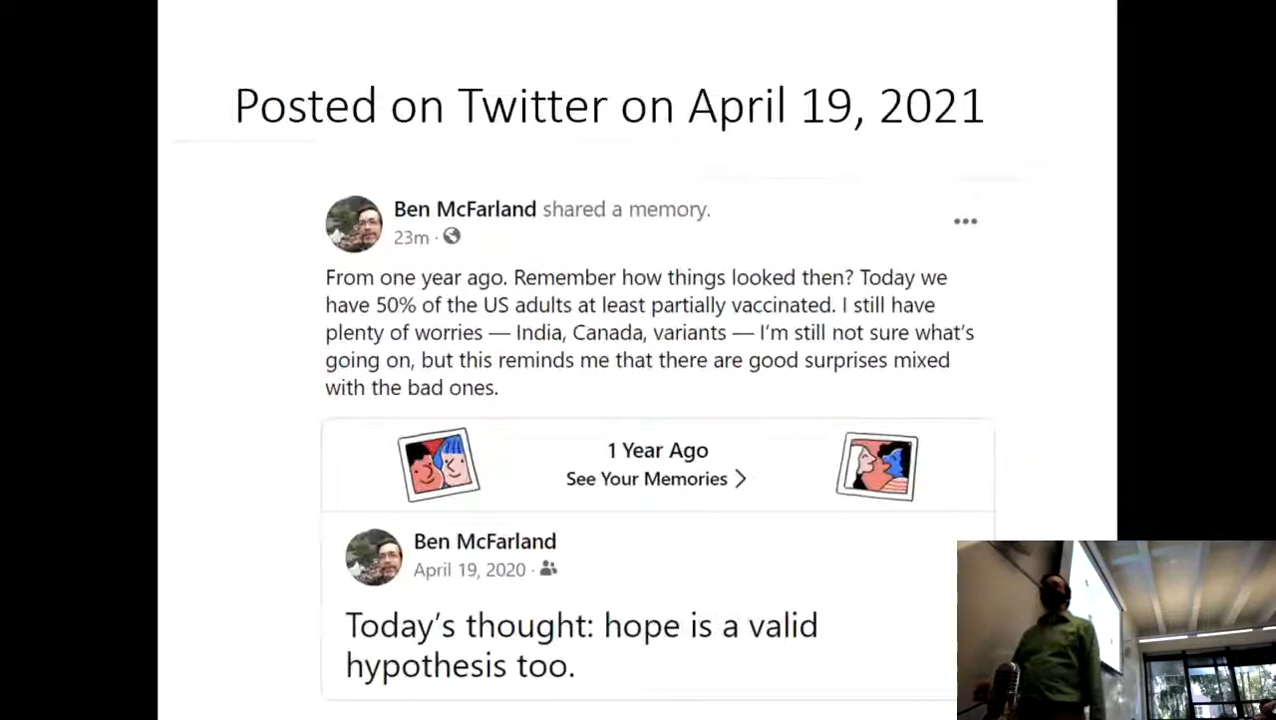 Posted on Twitter on April 19, 2021
Ben McFarland shared a memory.
23m ·
From one year ago. Remember how things looked then? Today we
have 50% of the US adults at least partially vaccinated. I still have
plenty of worries — India, Canada, variants — I'm still not sure what's
going on, but this reminds me that there are good surprises mixed
with the bad ones.
1 Year Ago
See Your Memories >
Ben McFarland
April 19, 2020 ·
Today's thought: hope is a valid
hypothesis too.